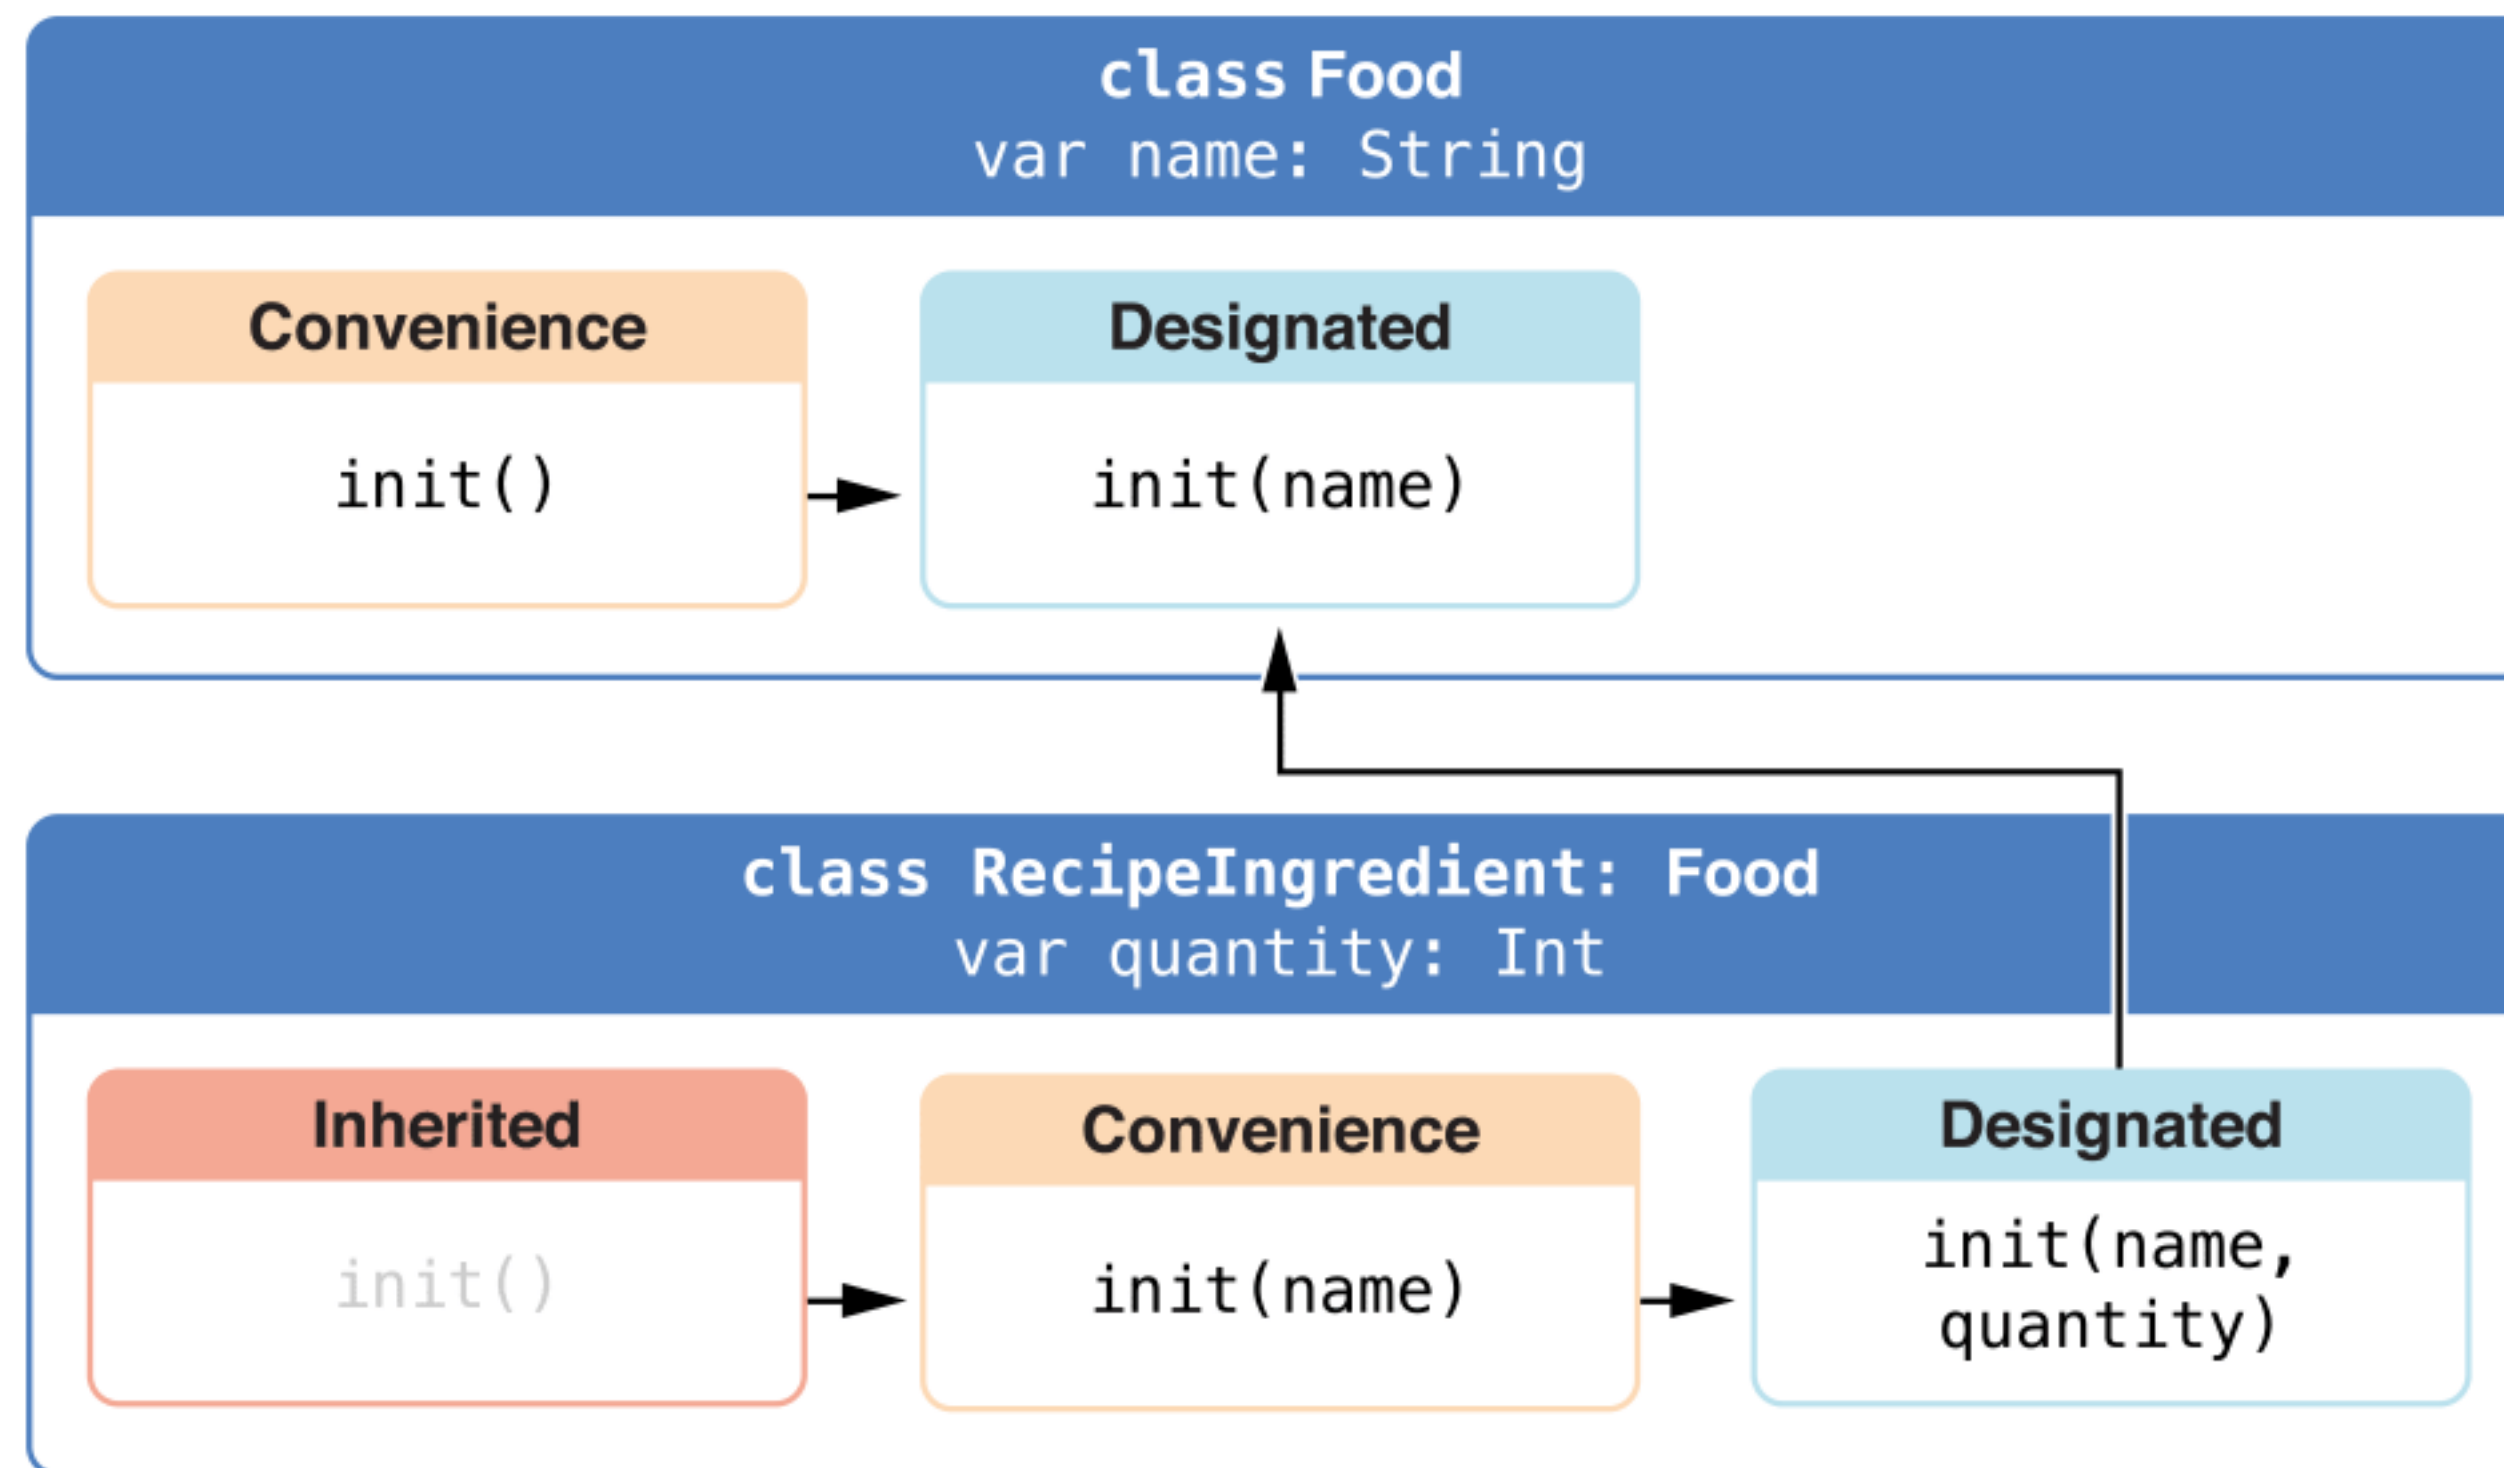 class Food
var name: String
Convenience
Designated
init()
init(name)
class RecipeIngredient: Food
var quantity: Int
Inherited
Convenience
Designated
init()
init(name)
init(name,
quantity)